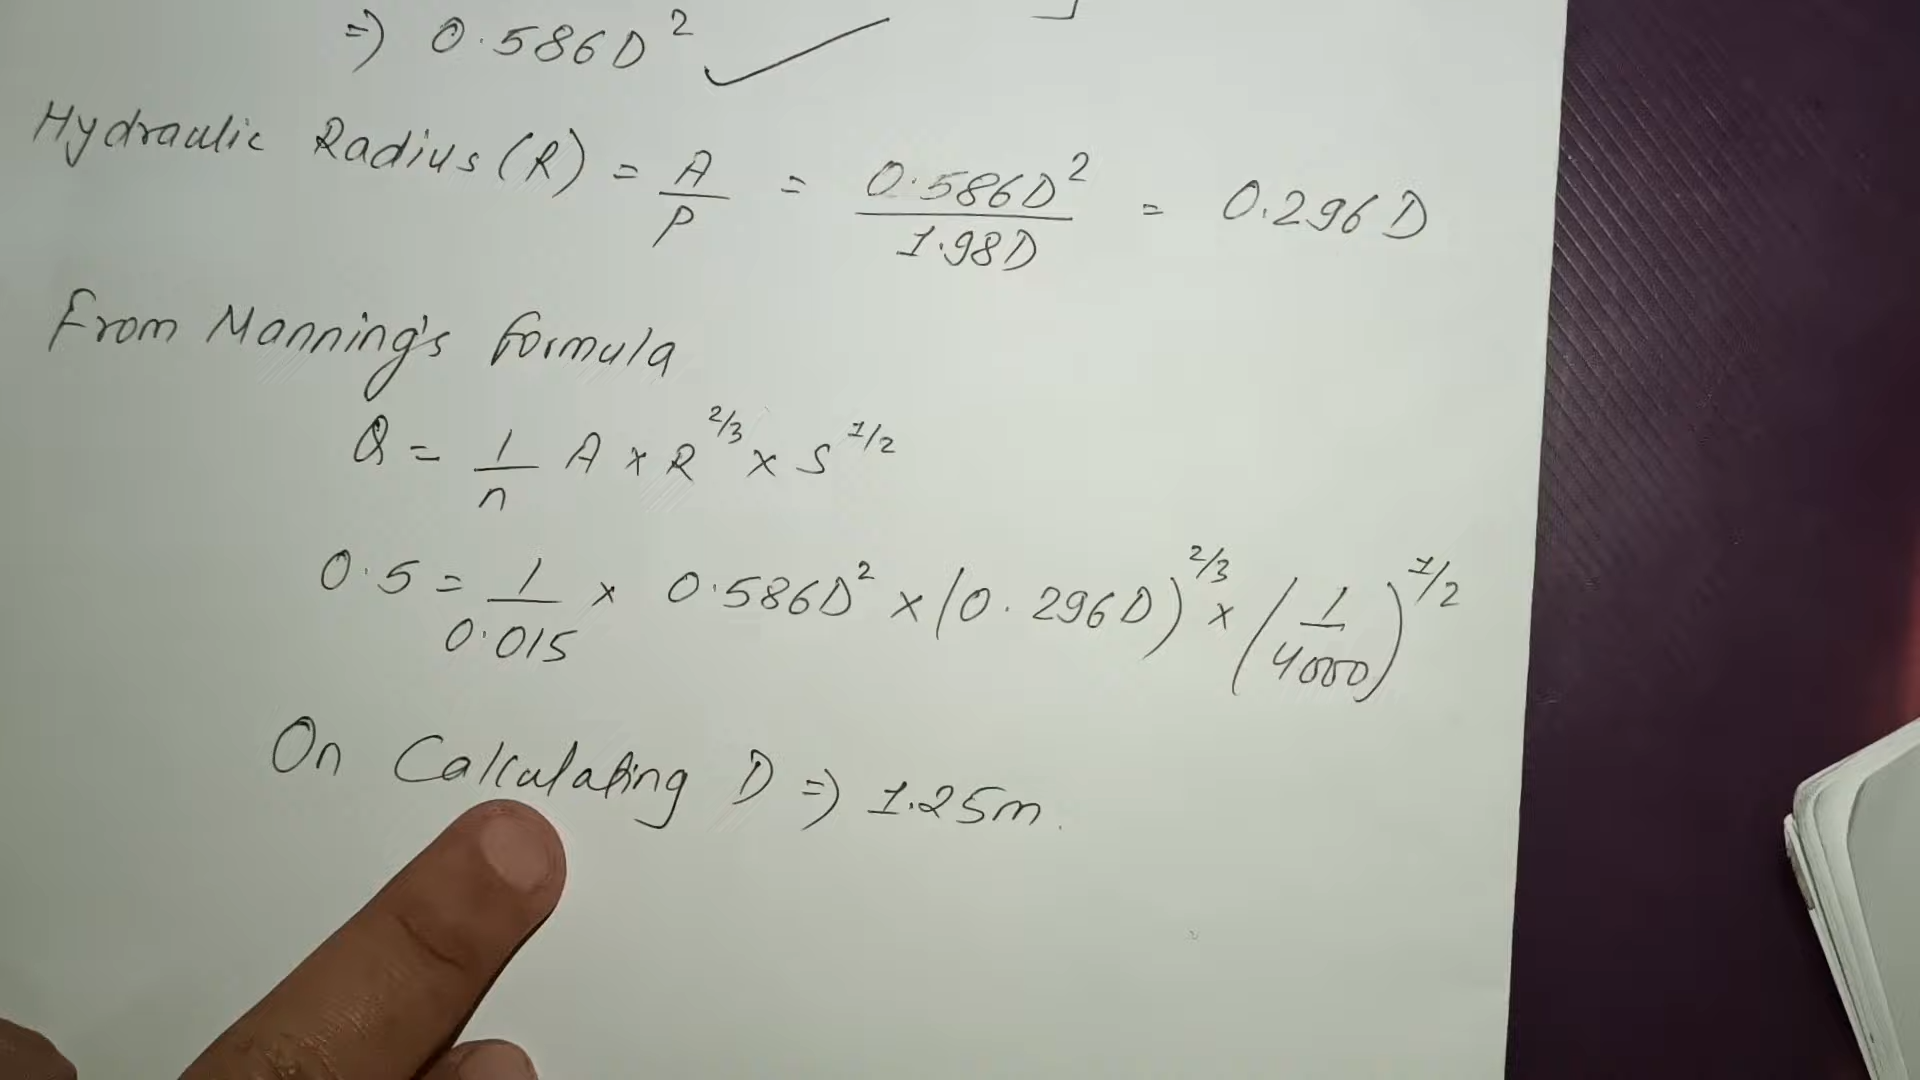 => 0.586D²
Hydraulic Radius (R) = A/P = 0.586D²/1.98D = 0.296D
From Manning's formula
Q = 1/n A × R^2/3 × S^1/2
0.5 = 1/0.015 × 0.586D² × (0.296D)^2/3 × (1/4000)^1/2
On Calculating D => 1.25m.